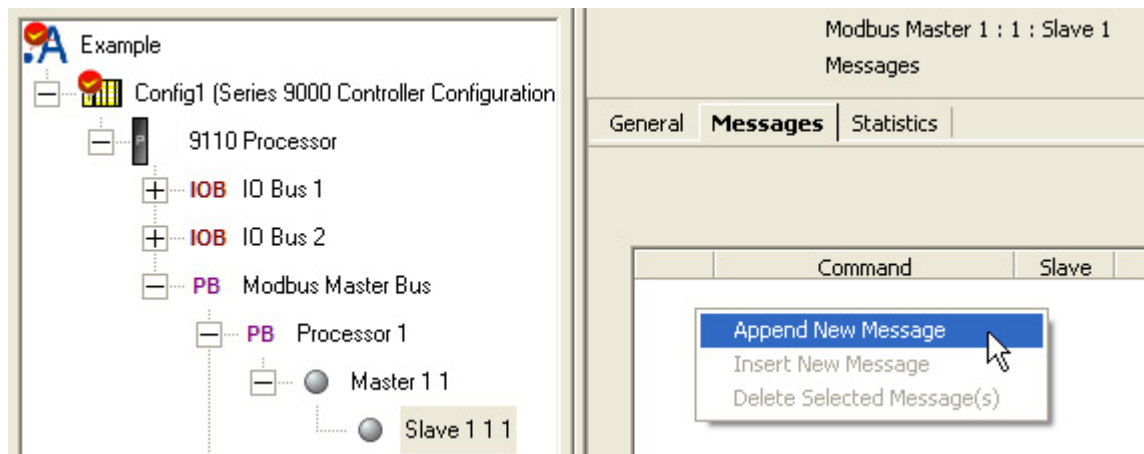 Example
Config1 (Series 9000 Controller Configuration
9110 Processor
IOB IO Bus 1
IOB IO Bus 2
PB Modbus Master Bus
PB Processor 1
Master 1 1
Slave 1 1 1
Modbus Master 1 : 1 : Slave 1
Messages
General Messages Statistics
Command Slave
Append New Message
Insert New Message
Delete Selected Message(s)